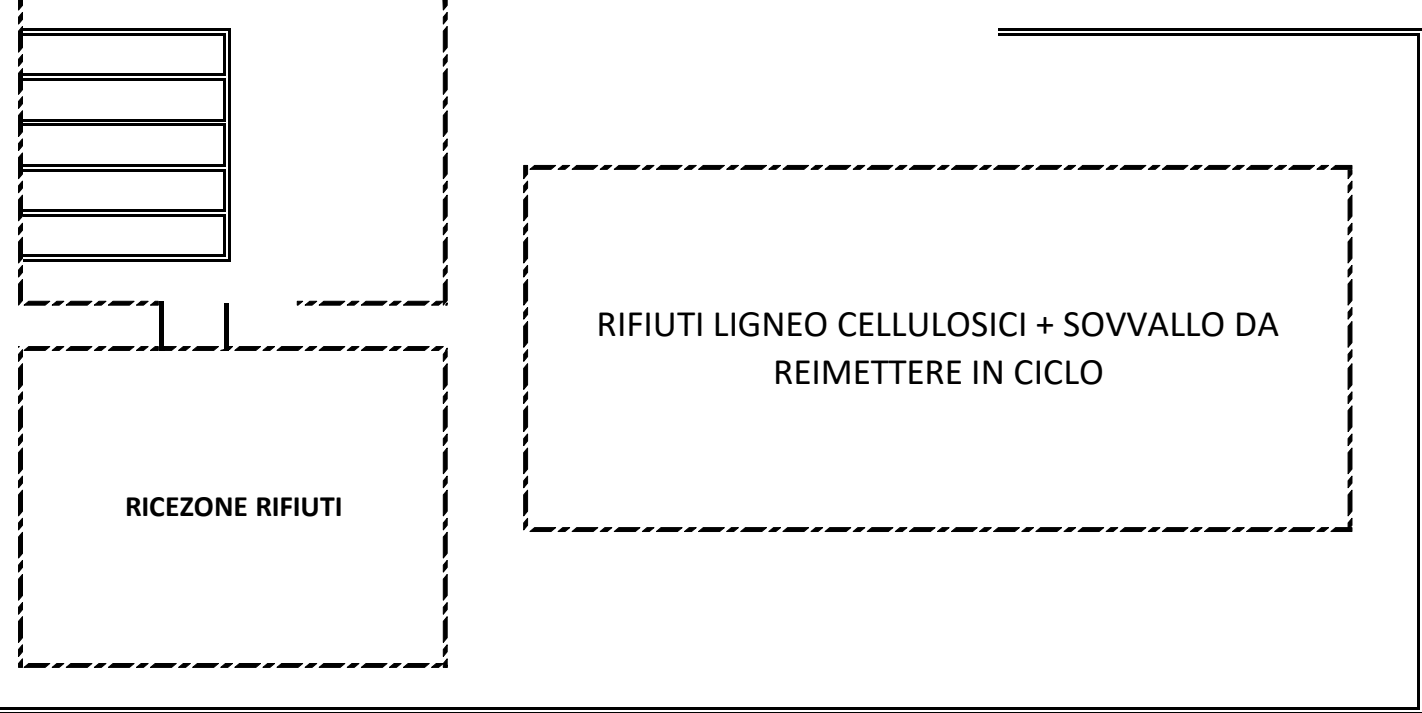 RIFIUTI LIGNEO CELLULOSICI + SOVVALLO DA
REIMETTERE IN CICLO
RICEZONE RIFIUTI